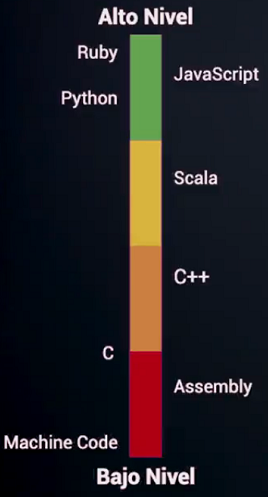 Alto Nivel
Ruby
JavaScript
Python
Scala
C++
C
Assembly
Machine Code
Bajo Nivel